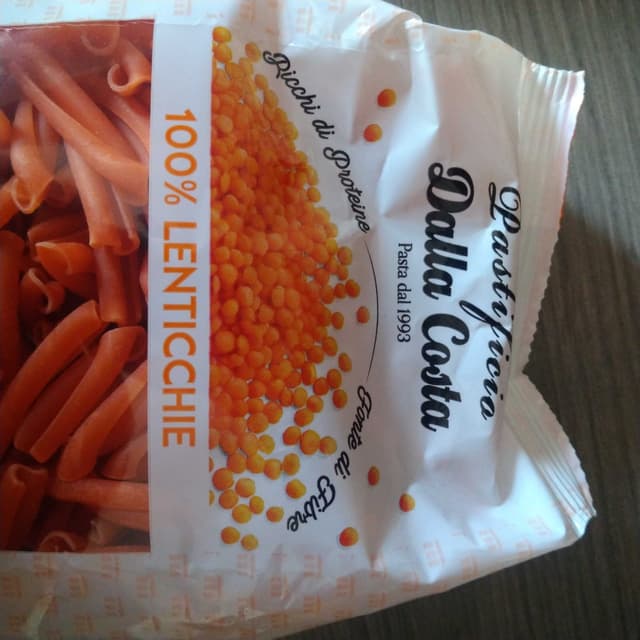 Pastificio
Dalla Costa
Pasta dal 1993
Ricchi di Proteine
Fonte di Fibre
100% LENTICCHIE